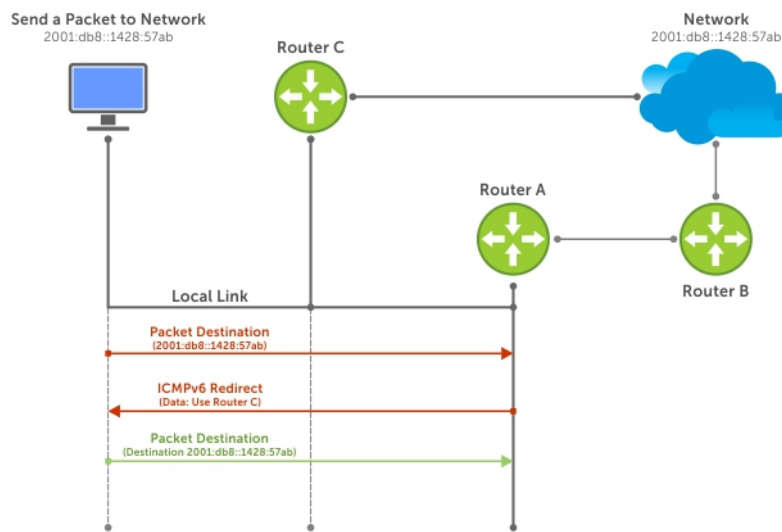 Send a Packet to Network
2001:db8::1428:57ab
Router C
Network
2001:db8::1428:57ab
Router A
Router B
Local Link
Packet Destination
(2001:db8::1428:57ab)
ICMPv6 Redirect
(Data: Use Router C)
Packet Destination
(Destination 2001:db8::1428:57ab)